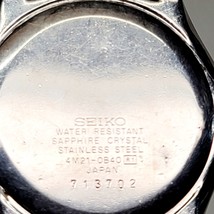 SEIKO
WATER RESISTANT
SAPPHIRE CRYSTAL
STAINLESS STEEL
4M21-0B40
JAPAN
713702